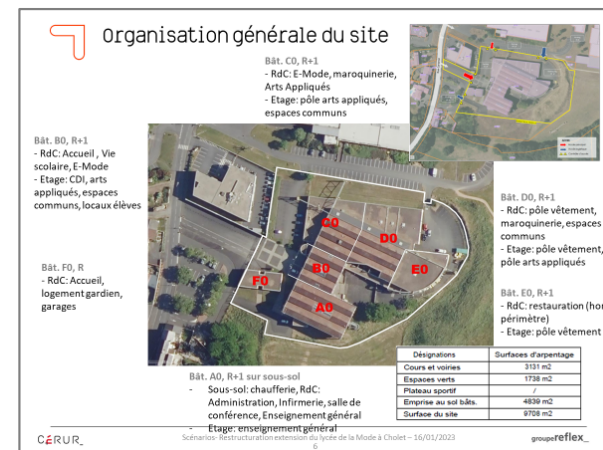 Organisation générale du site
Bât. C0, R+1
- RdC: E-Mode, maroquinerie,
Arts Appliqués
- Etage: pôle arts appliqués,
espaces communs
Bât. B0, R+1
- RdC: Accueil , Vie
scolaire, E-Mode
- Etage: CDI, arts
appliqués, espaces
communs, locaux élèves
Bât. F0, R
- RdC: Accueil,
logement gardien,
garages
C0
D0
B0
E0
F0
A0
Bât. D0, R+1
- RdC: pôle vêtement,
maroquinerie, espaces
communs
- Etage: pôle vêtement,
pôle arts appliqués
Bât. E0, R+1
- RdC: restauration (hors
périmètre)
- Etage: pôle vêtement
Bât. A0, R+1 sur sous-sol
- Sous-sol: chaufferie, RdC:
Administration, Infirmerie, salle de
conférence, Enseignement général
- Etage: enseignement général
Désignations Surfaces d'arpentage
Cours et voiries 3131 m2
Espaces verts 1738 m2
Plateau sportif /
Emprise au sol bâts. 4839 m2
Surface du site 9708 m2
CÉRUR_
Scénarios- Restructuration extension du lycée de la Mode à Cholet – 16/01/2023
6
groupereflex_